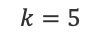 k = 5